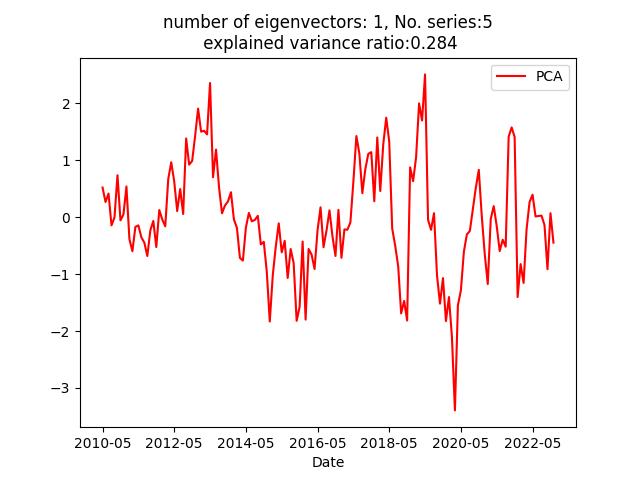 number of eigenvectors: 1, No. series:5
explained variance ratio:0.284
PCA
2
1
0
−1
−2
−3
2010-05 2012-05 2014-05 2016-05 2018-05 2020-05 2022-05
Date